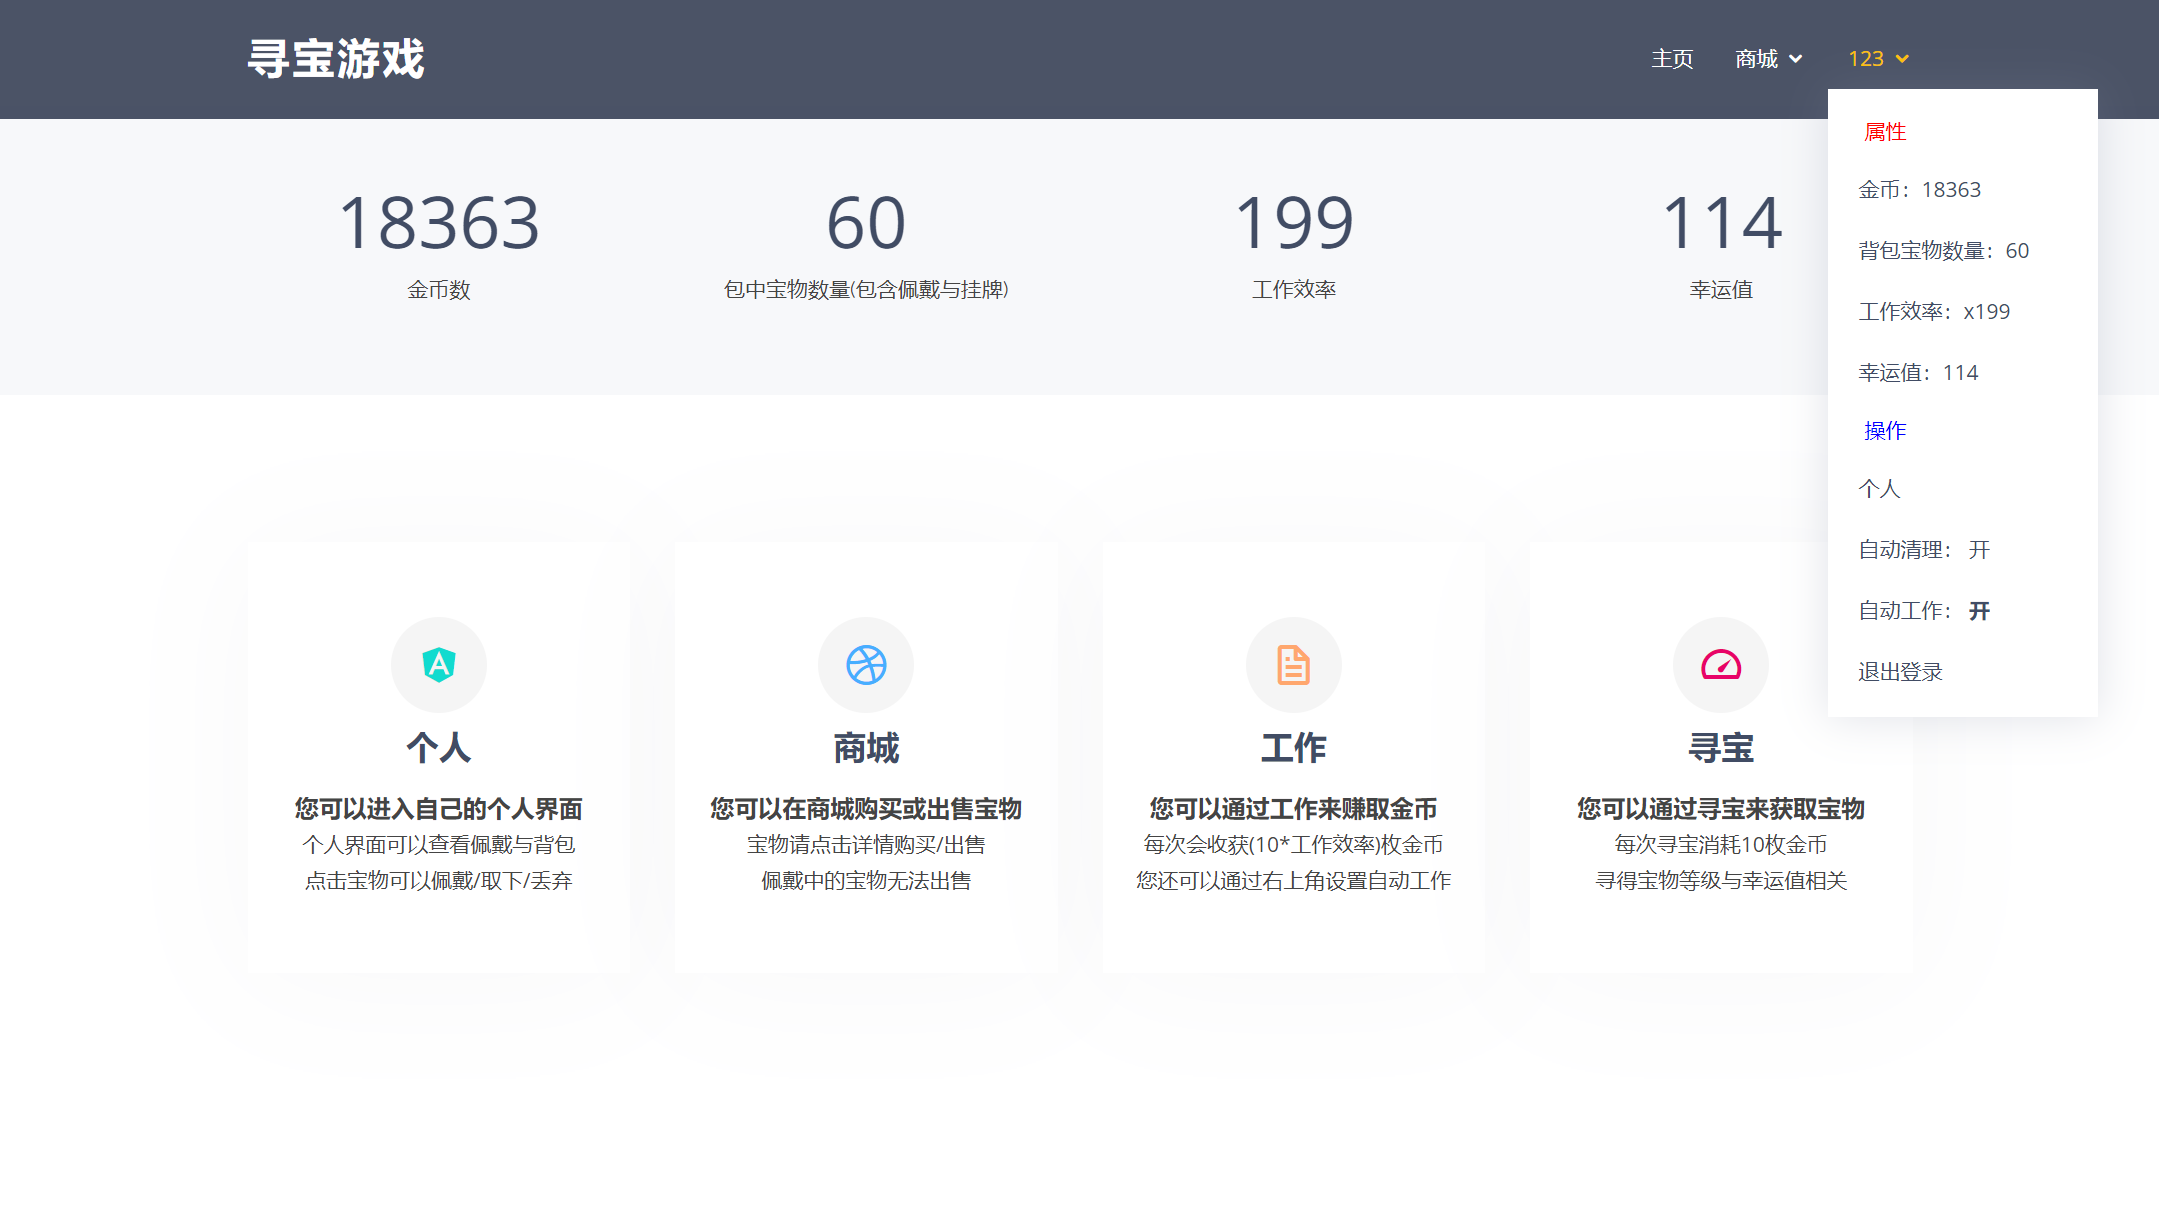 寻宝游戏
主页
商城
123
属性
金币：18363
背包宝物数量：60
工作效率：x199
幸运值：114
操作
个人
自动清理： 开
自动工作： 开
退出登录
18363
金币数
60
包中宝物数量(包含佩戴与挂牌)
199
工作效率
114
幸运值
个人
您可以进入自己的个人界面
个人界面可以查看佩戴与背包
点击宝物可以佩戴/取下/丢弃
商城
您可以在商城购买或出售宝物
宝物请点击详情购买/出售
佩戴中的宝物无法出售
工作
您可以通过工作来赚取金币
每次会收获(10*工作效率)枚金币
您还可以通过右上角设置自动工作
寻宝
您可以通过寻宝来获取宝物
每次寻宝消耗10枚金币
寻得宝物等级与幸运值相关